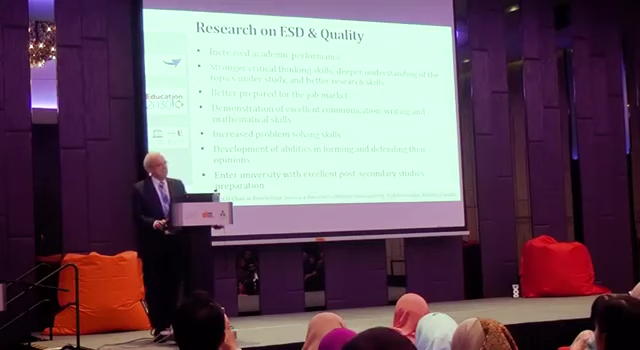 Research on ESD & Quality
Increased academic performance
Stronger critical thinking skills, deeper understanding of the
topics under study, and better research skills
Better prepared for the job market
Demonstration of excellent communication, writing and
mathematical skills
Increased problem solving skills
Development of abilities in forming and defending their
opinions
Enter university with excellent post-secondary studies
preparation
Education
2030